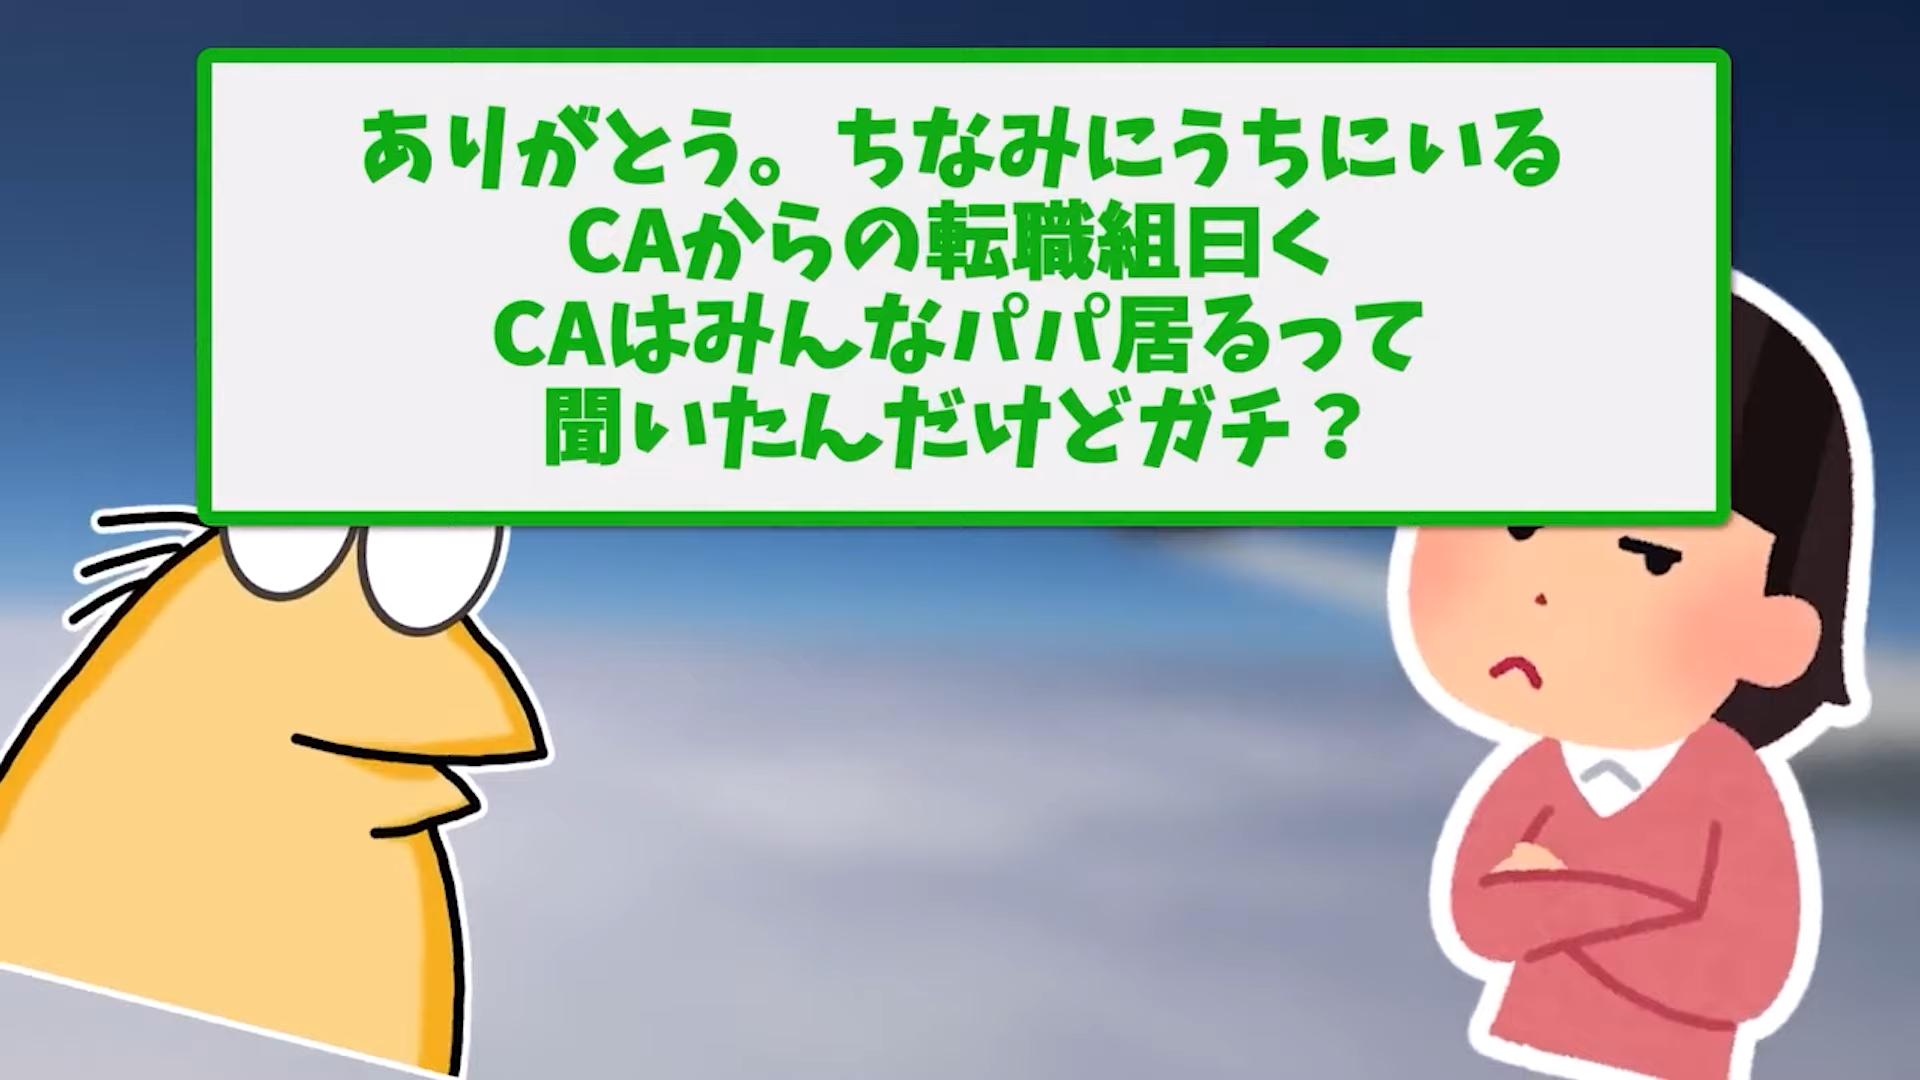 ありがとう。ちなみにうちにいる
CAからの転職組曰く
CAはみんなパパ居るって
聞いたんだけどガチ？